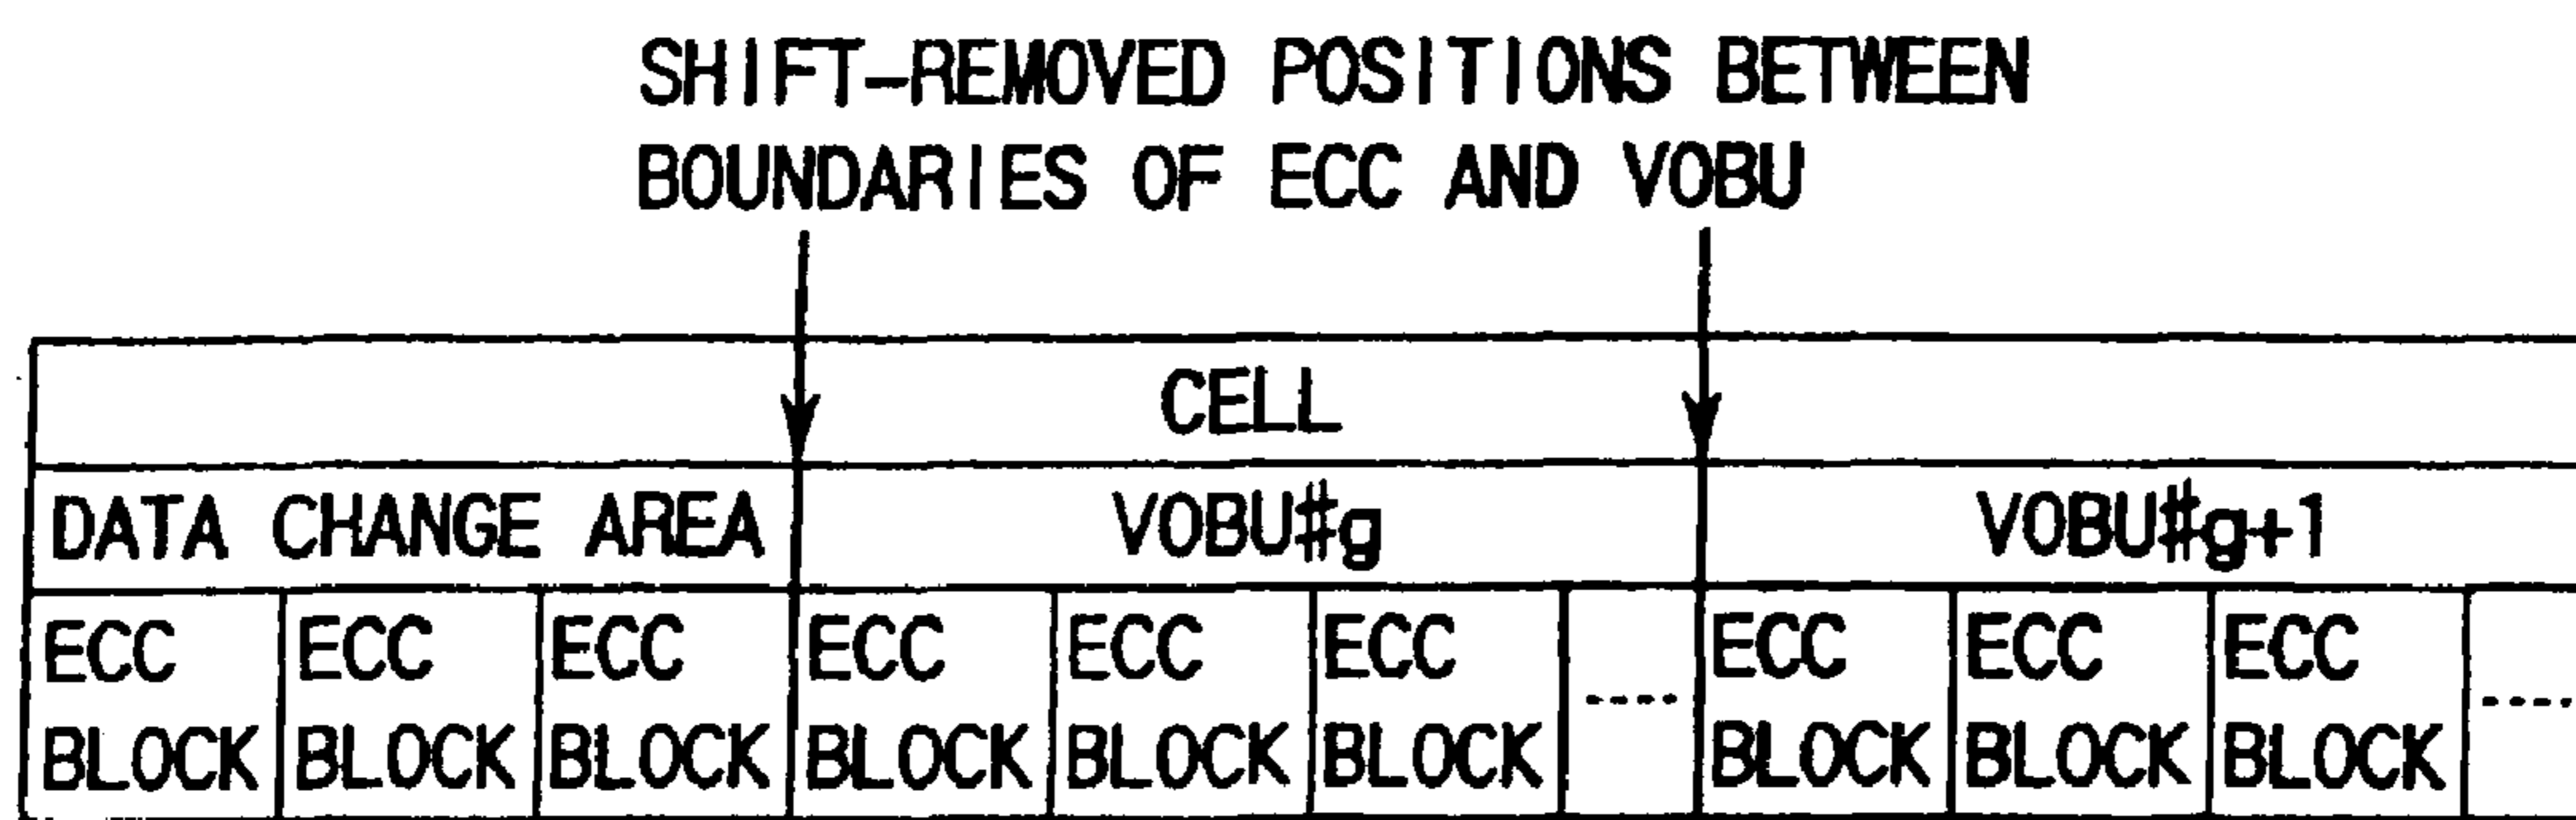 SHIFT-REMOVED POSITIONS BETWEEN
BOUNDARIES OF ECC AND VOBU
CELL
DATA CHANGE AREA VOBU#g VOBU#g+1
ECC ECC ECC ECC ECC ECC ---- ECC ECC ECC ----
BLOCK BLOCK BLOCK BLOCK BLOCK BLOCK BLOCK BLOCK BLOCK